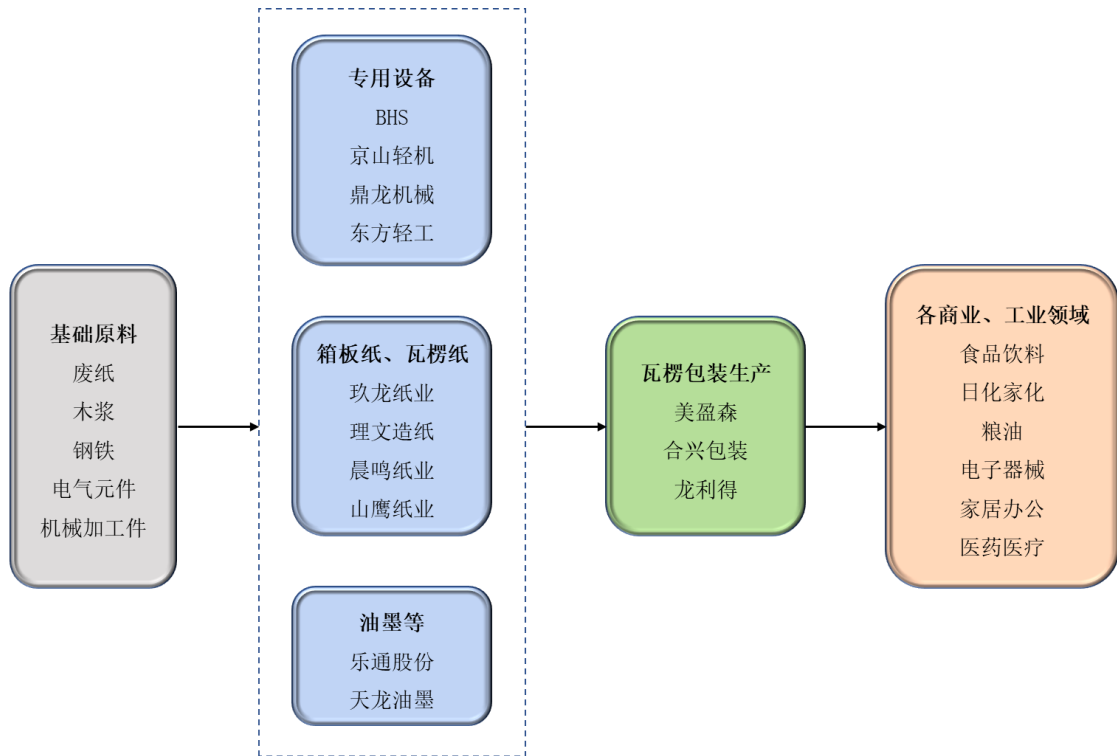 基础原料
废纸
木浆
钢铁
电气元件
机械加工件
专用设备
BHS
京山轻机
鼎龙机械
东方轻工
箱板纸、瓦楞纸
玖龙纸业
理文造纸
晨鸣纸业
山鹰纸业
油墨等
乐通股份
天龙油墨
瓦楞包装生产
美盈森
合兴包装
龙利得
各商业、工业领域
食品饮料
日化家化
粮油
电子器械
家居办公
医药医疗